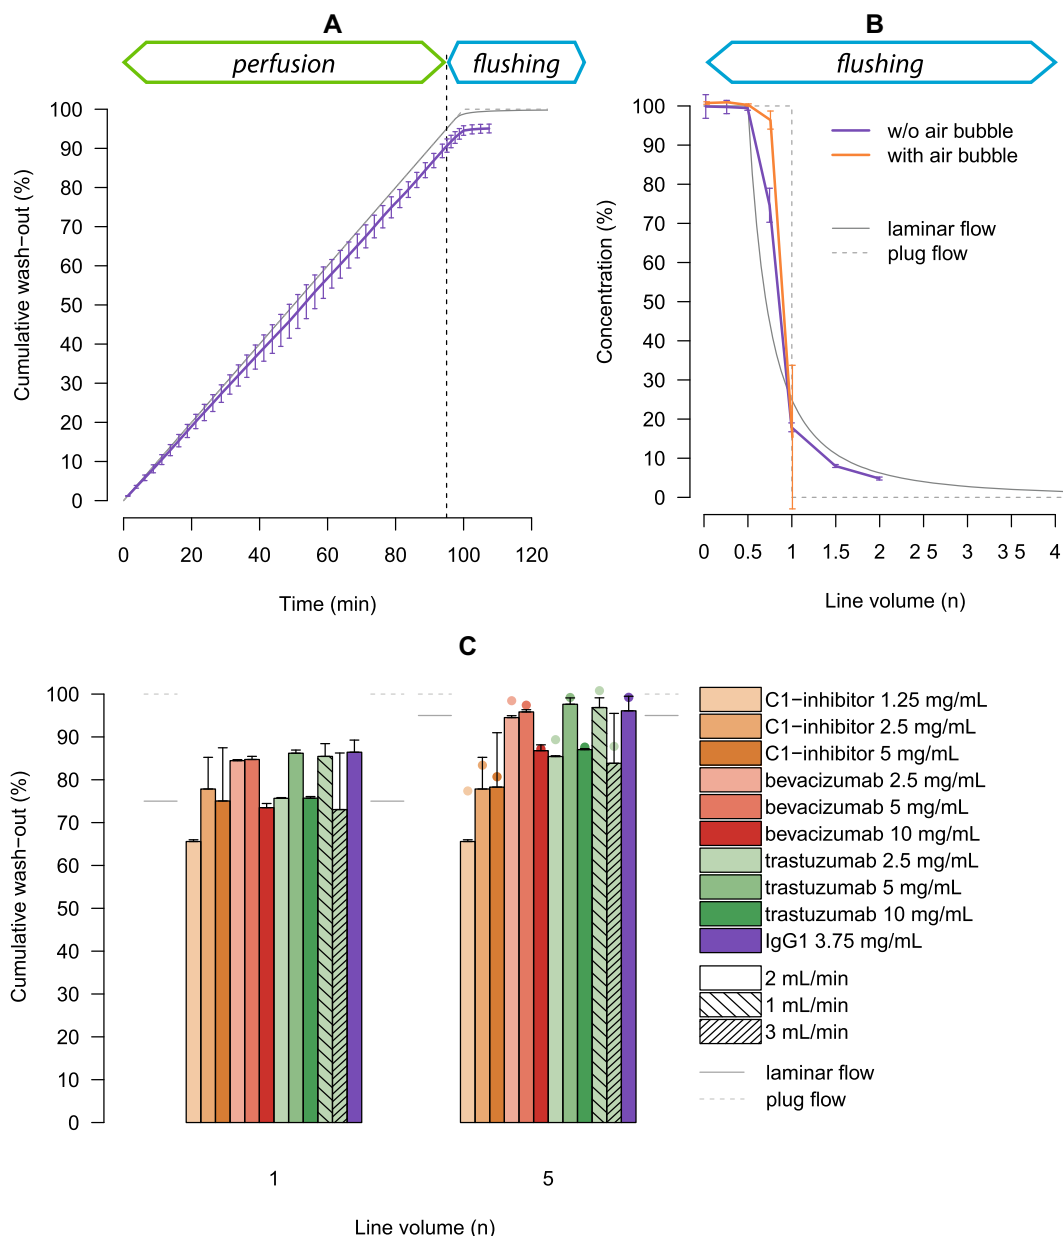 A
perfusion
flushing
100
90
80
70
60
50
40
30
20
10
0
Cumulative wash−out (%)
0 20 40 60 80 100 120
Time (min)
B
flushing
100
90
80
70
60
50
40
30
20
10
0
Concentration (%)
w/o air bubble
with air bubble
laminar flow
plug flow
0 0.5 1 1.5 2 2 5 3 3 5 4
Line volume (n)
C
100
90
80
70
60
50
40
30
20
10
0
Cumulative wash−out (%)
1 5
Line volume (n)
C1−inhibitor 1.25 mg/mL
C1−inhibitor 2.5 mg/mL
C1−inhibitor 5 mg/mL
bevacizumab 2.5 mg/mL
bevacizumab 5 mg/mL
bevacizumab 10 mg/mL
trastuzumab 2.5 mg/mL
trastuzumab 5 mg/mL
trastuzumab 10 mg/mL
IgG1 3.75 mg/mL
2 mL/min
1 mL/min
3 mL/min
laminar flow
plug flow